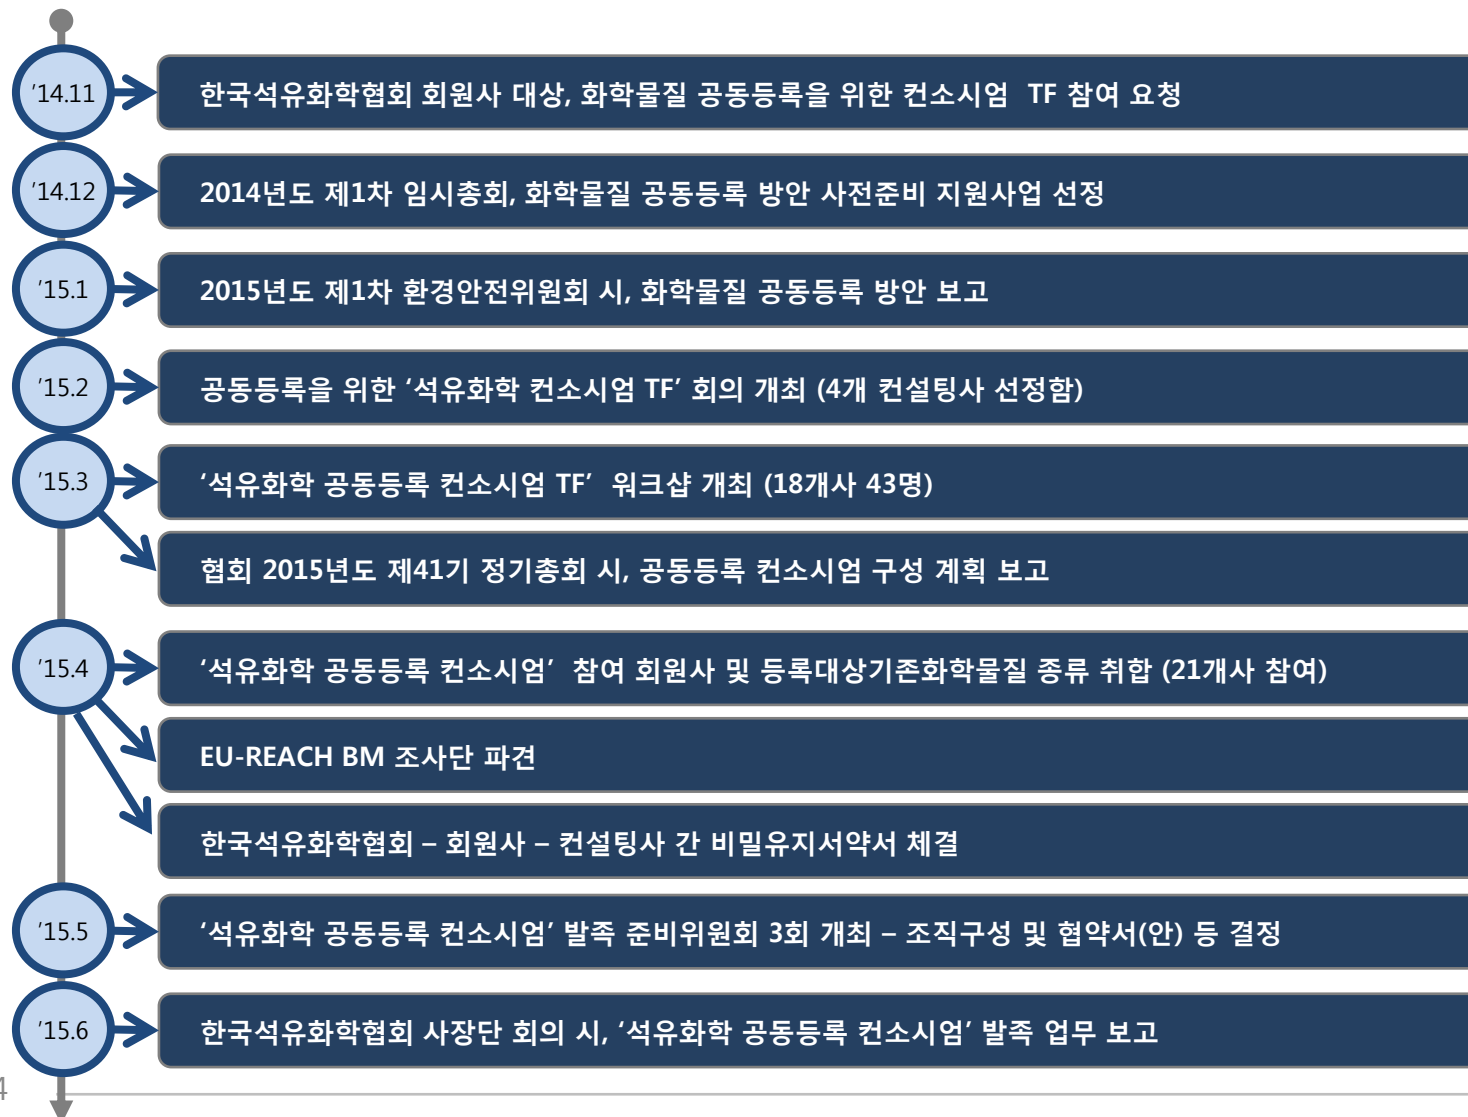 ’14.11
한국석유화학협회 회원사 대상, 화학물질 공동등록을 위한 컨소시엄 TF 참여 요청
’14.12
2014년도 제1차 임시총회, 화학물질 공동등록 방안 사전준비 지원사업 선정
’15.1
2015년도 제1차 환경안전위원회 시, 화학물질 공동등록 방안 보고
’15.2
공동등록을 위한 ‘석유화학 컨소시엄 TF’ 회의 개최 (4개 컨설팅사 선정함)
’15.3
‘석유화학 공동등록 컨소시엄 TF’ 워크샵 개최 (18개사 43명)
협회 2015년도 제41기 정기총회 시, 공동등록 컨소시엄 구성 계획 보고
’15.4
‘석유화학 공동등록 컨소시엄’ 참여 회원사 및 등록대상기존화학물질 종류 취합 (21개사 참여)
EU-REACH BM 조사단 파견
한국석유화학협회 – 회원사 – 컨설팅사 간 비밀유지서약서 체결
’15.5
‘석유화학 공동등록 컨소시엄’ 발족 준비위원회 3회 개최 – 조직구성 및 협약서(안) 등 결정
’15.6
한국석유화학협회 사장단 회의 시, ‘석유화학 공동등록 컨소시엄’ 발족 업무 보고
4